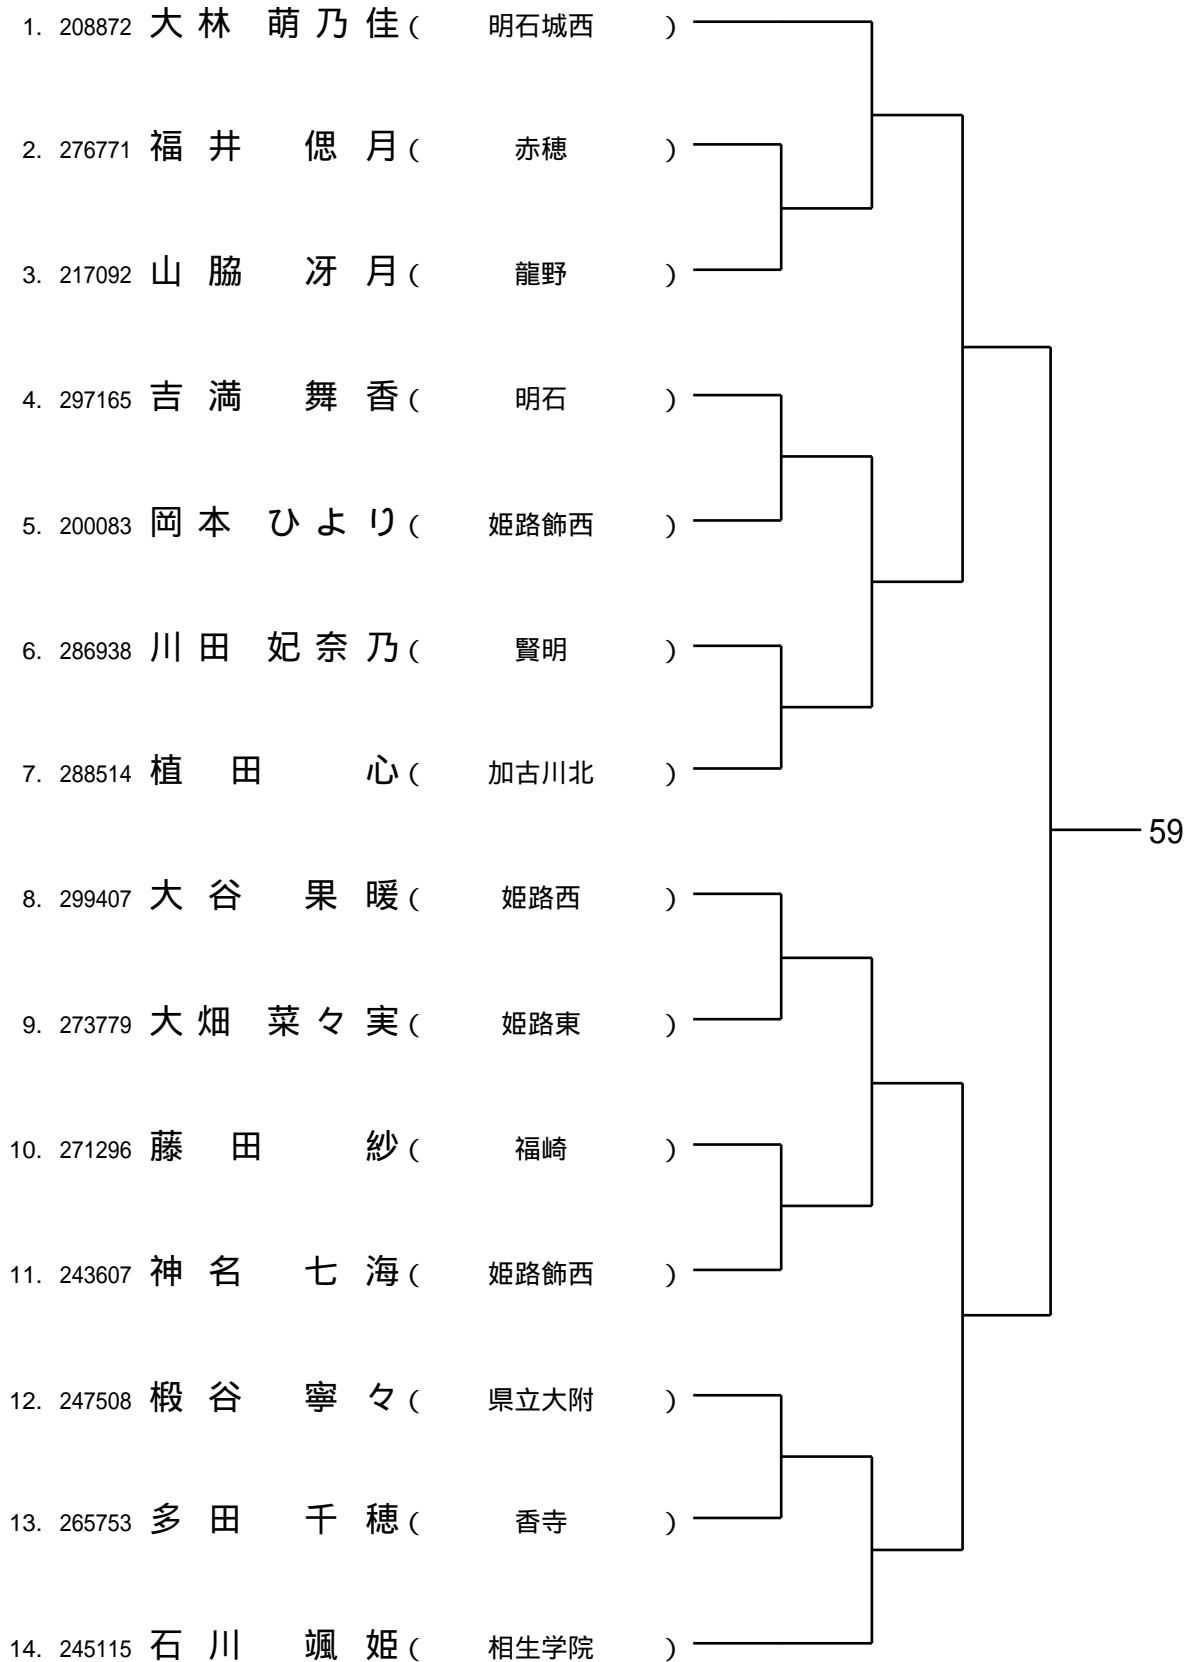 1. 208872 大林 萌乃佳 ( 明石城西 )
2. 276771 福井 偲月 ( 赤穂 )
3. 217092 山脇 冴月 ( 龍野 )
4. 297165 吉満 舞香 ( 明石 )
5. 200083 岡本 ひより ( 姫路飾西 )
6. 286938 川田 妃奈乃 ( 賢明 )
7. 288514 植田 心 ( 加古川北 )
59
8. 299407 大谷 果暖 ( 姫路西 )
9. 273779 大畑 菜々実 ( 姫路東 )
10. 271296 藤田 紗 ( 福崎 )
11. 243607 神名 七海 ( 姫路飾西 )
12. 247508 椴谷 寧々 ( 県立大附 )
13. 265753 多田 千穂 ( 香寺 )
14. 245115 石川 颯姫 ( 相生学院 )